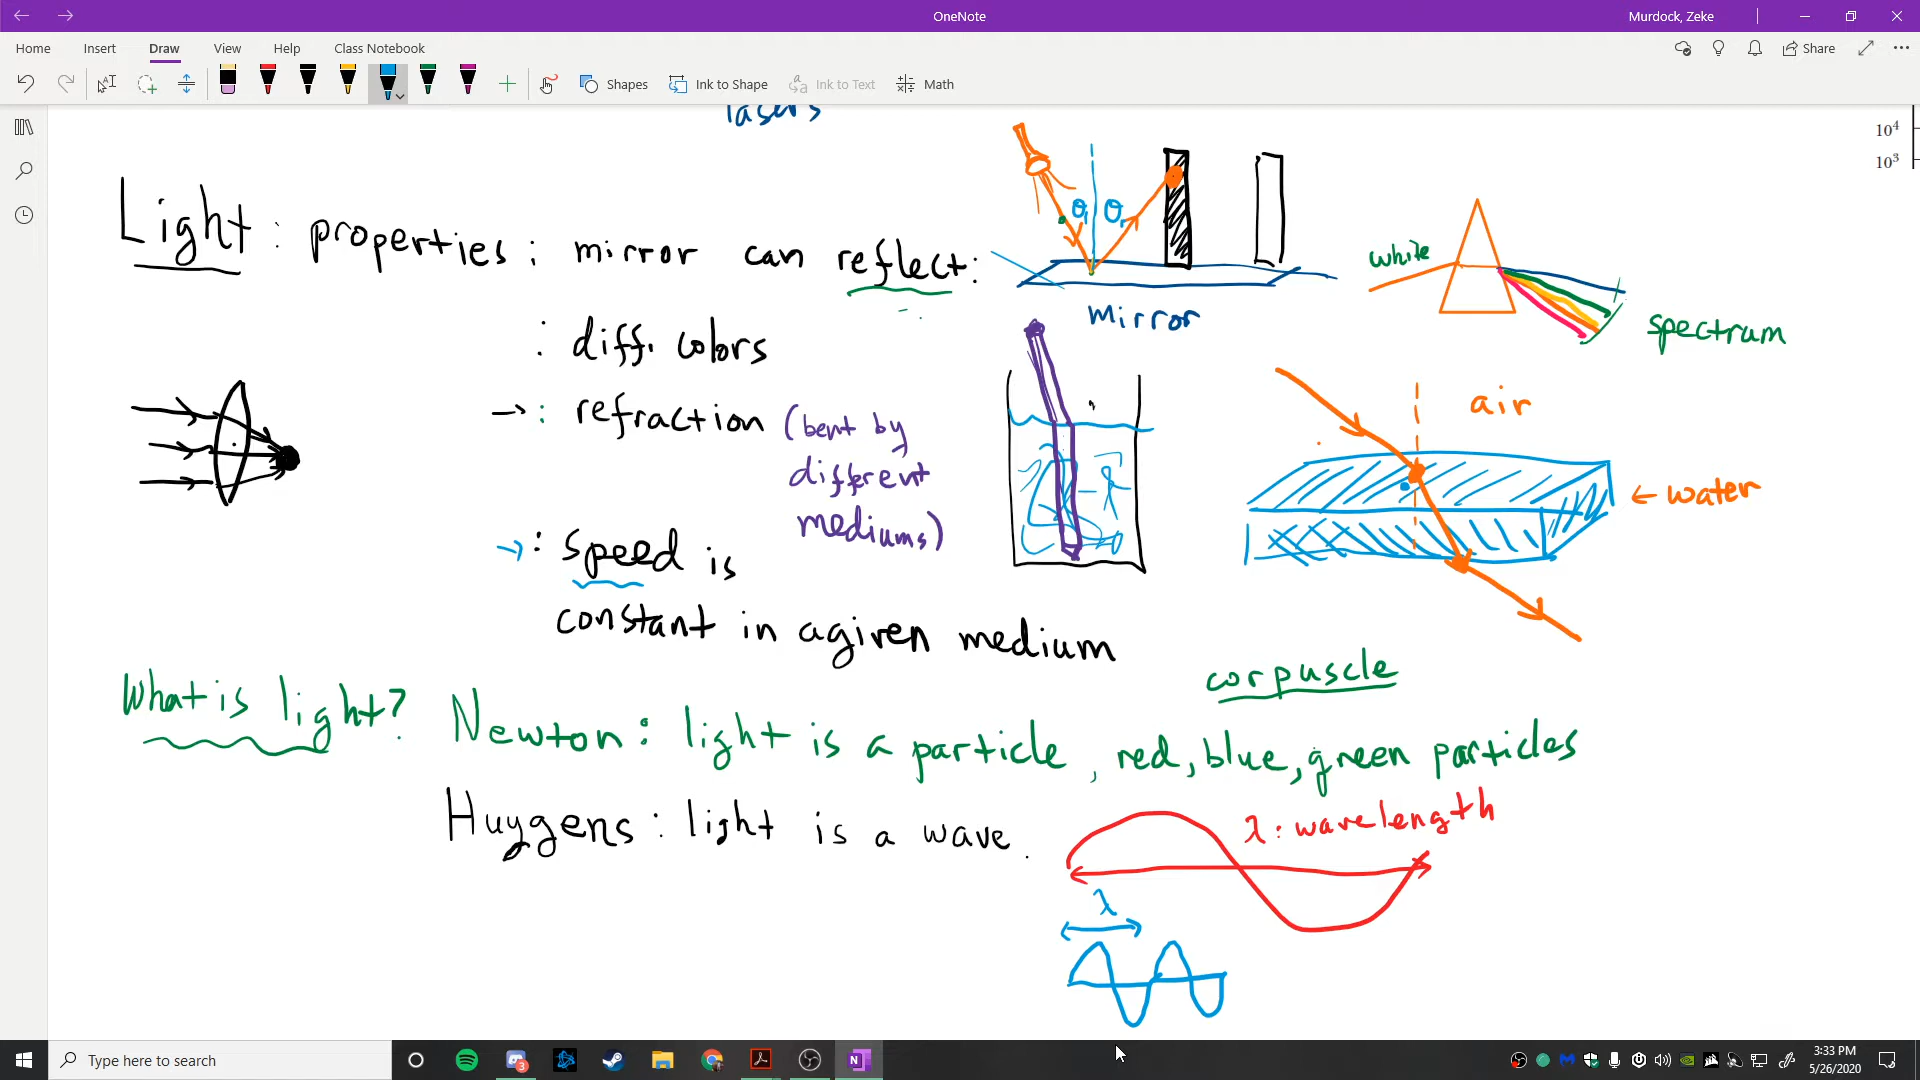 OneNote
Murdock, Zeke
Home Insert Draw View Help Class Notebook
Share
Shapes Ink to Shape Ink to Text Math
lasers
10⁴
10³
Light : properties : mirror can reflect :
θi θr
mirror
white
spectrum
: diff. colors
→ : refraction (bent by
different
mediums)
air
← water
→ : speed is
constant in a given medium
What is light? Newton : light is a particle, red, blue, green particles
corpuscle
Huygens : light is a wave.
λ : wavelength
λ
Type here to search
3
3:33 PM
5/26/2020